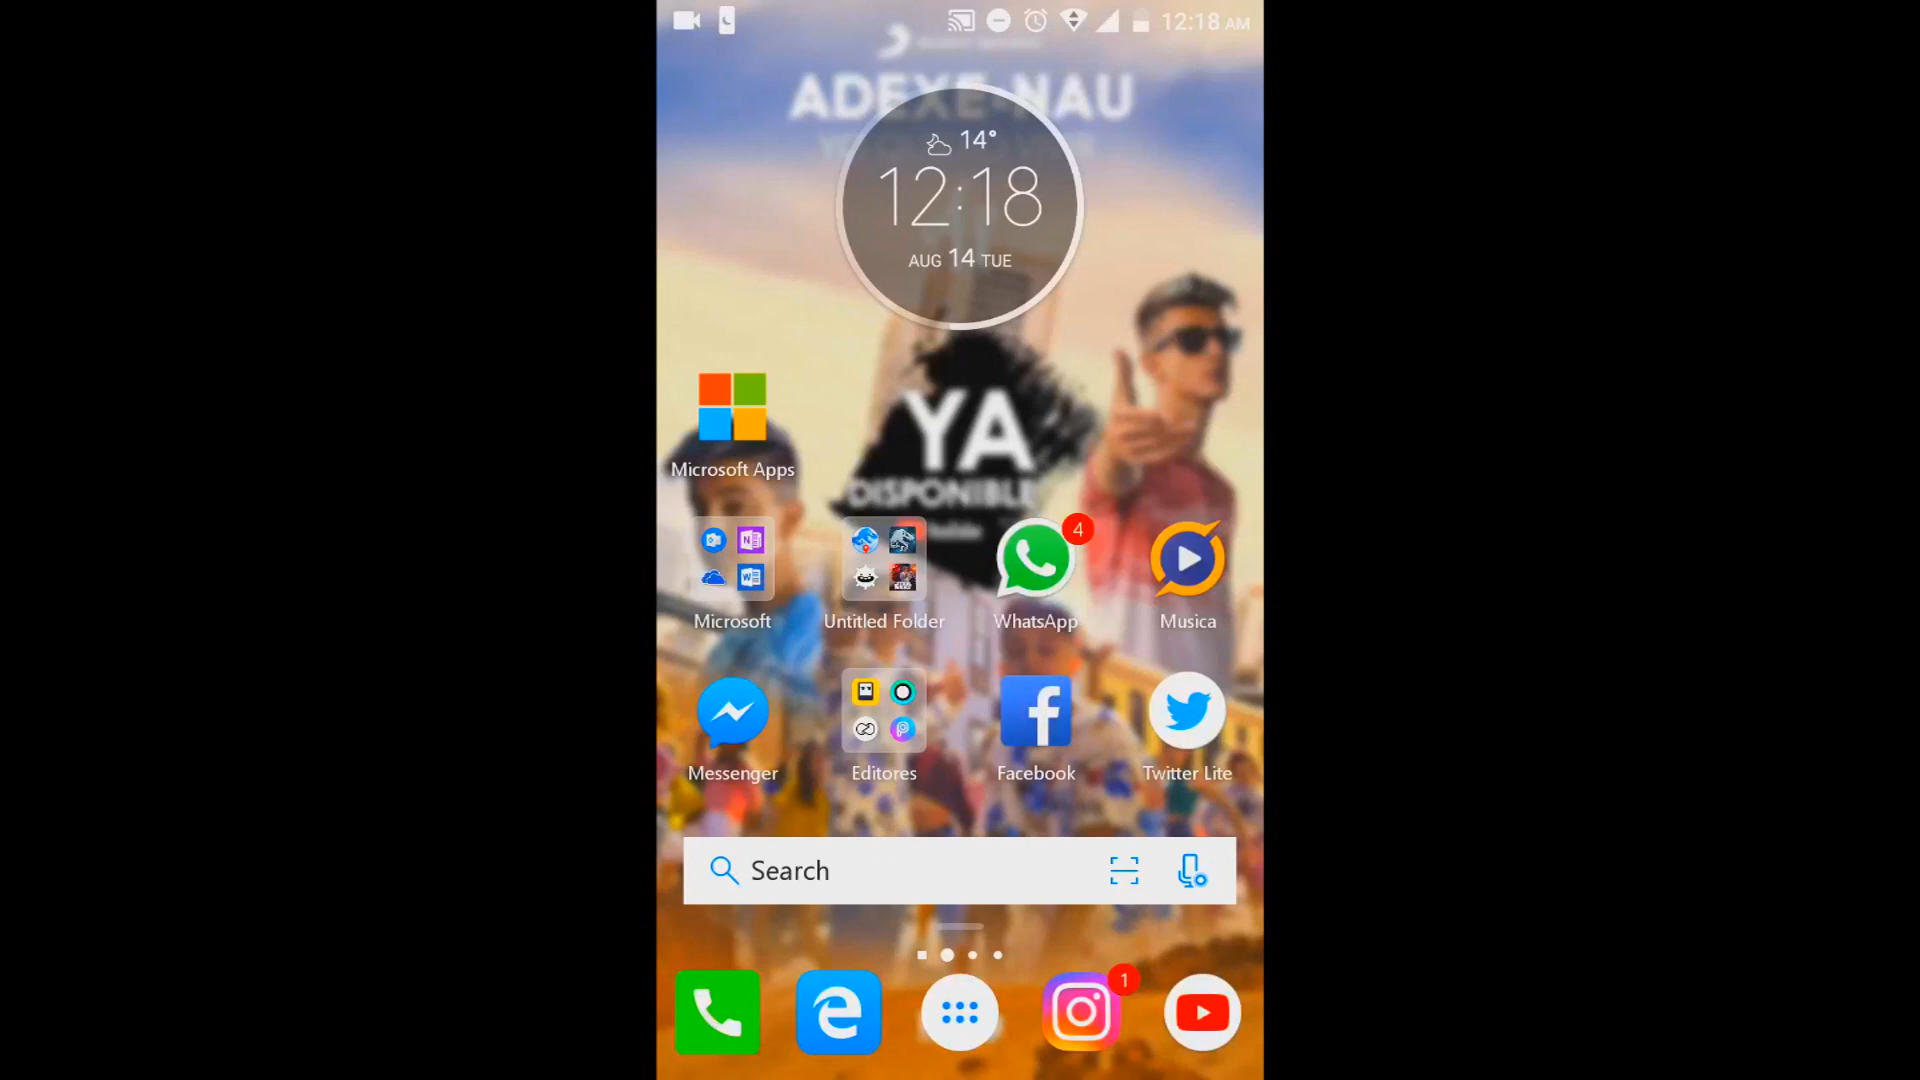 12:18 AM
ADEXE-NAU
14°
12:18
AUG 14 TUE
YA
DISPONIBLE
Microsoft Apps
4
Microsoft
Untitled Folder
WhatsApp
Musica
Messenger
Editores
Facebook
Twitter Lite
Search
1